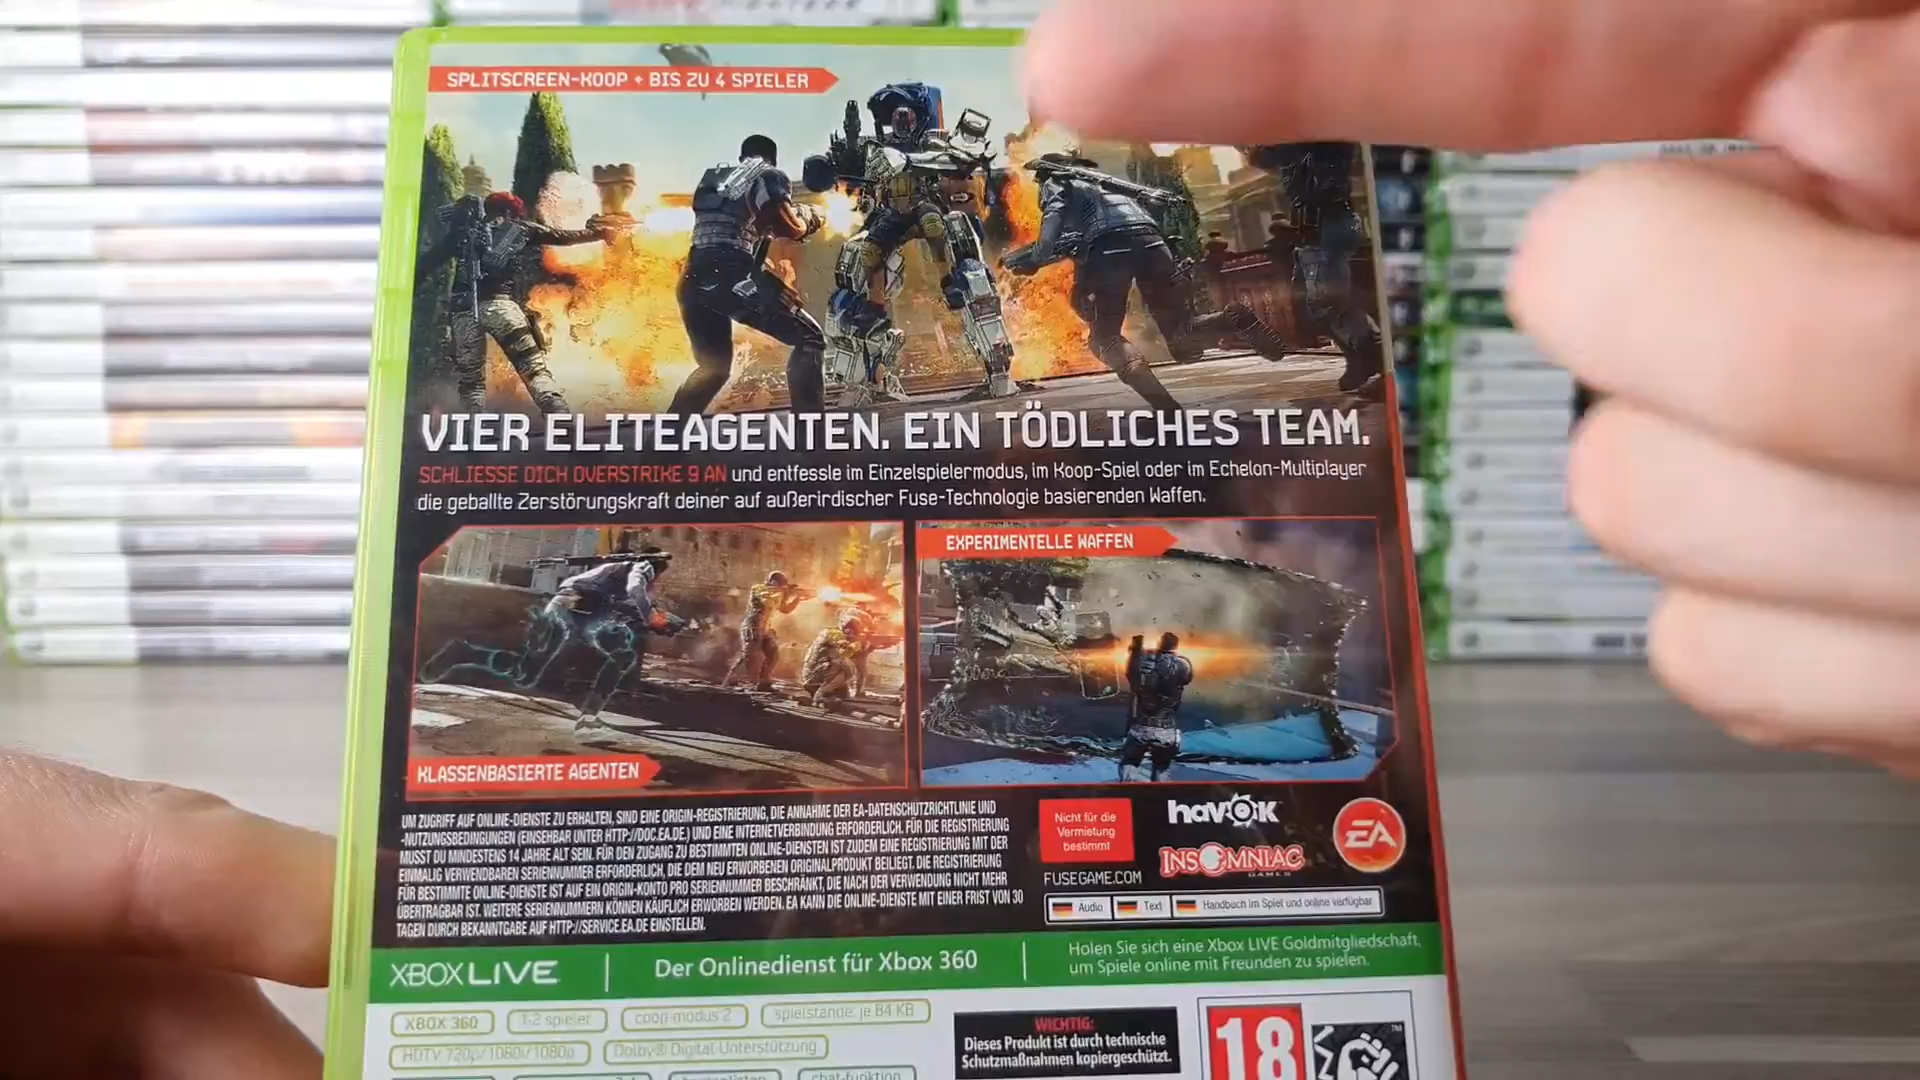 SPLITSCREEN-KOOP + BIS ZU 4 SPIELER
VIER ELITEAGENTEN. EIN TÖDLICHES TEAM.
SCHLIESSE DICH OVERSTRIKE 9 AN und entfessle im Einzelspielermodus, im Koop-Spiel oder im Echelon-Multiplayer
die geballte Zerstörungskraft deiner auf außerirdischer Fuse-Technologie basierenden Waffen.
EXPERIMENTELLE WAFFEN
KLASSENBASIERTE AGENTEN
UM ZUGRIFF AUF ONLINE-DIENSTE ZU ERHALTEN, SIND EINE ORIGIN-REGISTRIERUNG, DIE ANNAHME DER EA-DATENSCHUTZRICHTLINIE UND
-NUTZUNGSBEDINGUNGEN (EINSEHBAR UNTER HTTP://DOC.EA.DE) UND EINE INTERNETVERBINDUNG ERFORDERLICH. FÜR DIE REGISTRIERUNG
MUSST DU MINDESTENS 14 JAHRE ALT SEIN. FÜR DEN ZUGANG ZU BESTIMMTEN ONLINE-DIENSTEN IST ZUDEM EINE REGISTRIERUNG MIT DER
EINMALIG VERWENDBAREN SERIENNUMMER ERFORDERLICH, DIE DEM NEU ERWORBENEN ORIGINALPRODUKT BEILIEGT. DIE REGISTRIERUNG
FÜR BESTIMMTE ONLINE-DIENSTE IST AUF EIN ORIGIN-KONTO PRO SERIENNUMMER BESCHRÄNKT, DIE NACH DER VERWENDUNG NICHT MEHR
ÜBERTRAGBAR IST. WEITERE SERIENNUMMERN KÖNNEN KÄUFLICH ERWORBEN WERDEN. EA KANN DIE ONLINE-DIENSTE MIT EINER FRIST VON 30
TAGEN DURCH BEKANNTGABE AUF HTTP://SERVICE.EA.DE EINSTELLEN.
Nicht für die
Vermietung
bestimmt
havok
EA
INSOMNIAC
GAMES
FUSEGAME.COM
Audio
Text
Handbuch im Spiel und online verfügbar
XBOX LIVE
Der Onlinedienst für Xbox 360
Holen Sie sich eine Xbox LIVE Goldmitgliedschaft,
um Spiele online mit Freunden zu spielen.
XBOX 360
1-2 spieler
coop modus 2
spielstände: je 84 KB
HDTV 720p/1080i/1080p
Dolby® Digital-Unterstützung
chat-funktion
WICHTIG:
Dieses Produkt ist durch technische
Schutzmaßnahmen kopiergeschützt.
18